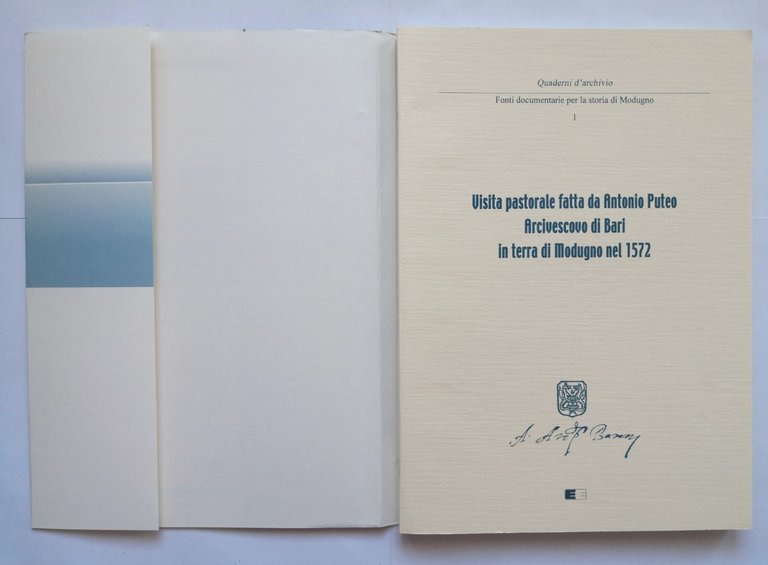 Quaderni d'archivio
Fonti documentarie per la storia di Modugno
I
Visita pastorale fatta da Antonio Puteo
Arcivescovo di Bari
in terra di Modugno nel 1572